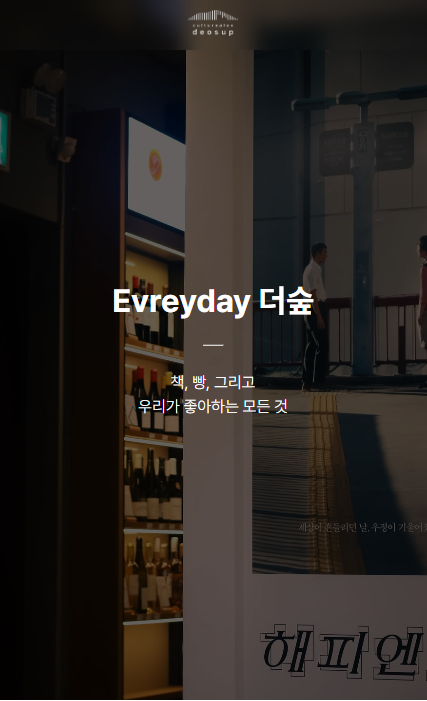 cultureplex
deosup
Evreyday 더숲
책, 빵, 그리고
우리가 좋아하는 모든 것
세상이 흔들리던 날, 우정이 기울어
해피엔